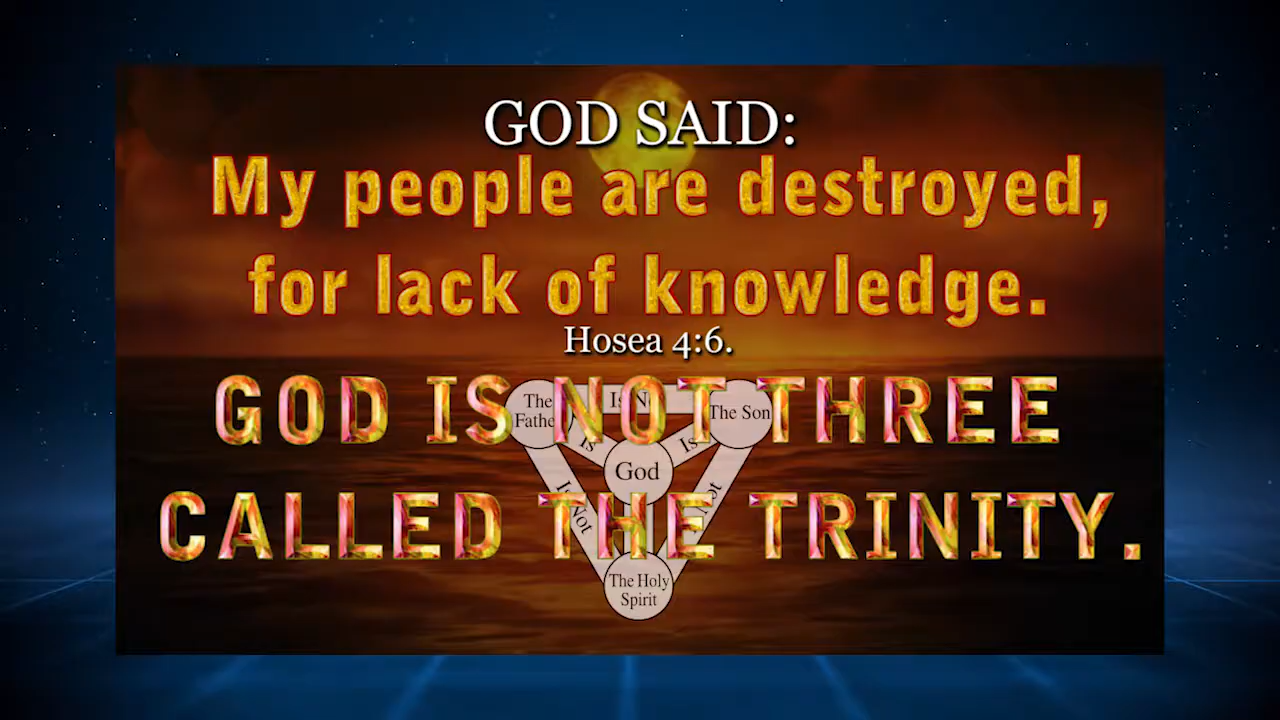 GOD SAID:
My people are destroyed,
for lack of knowledge.
Hosea 4:6.
GOD IS NOT THREE
CALLED THE TRINITY.
The
Father
Is Not
The Son
Is
Is
God
Is Not
Not
The Holy
Spirit